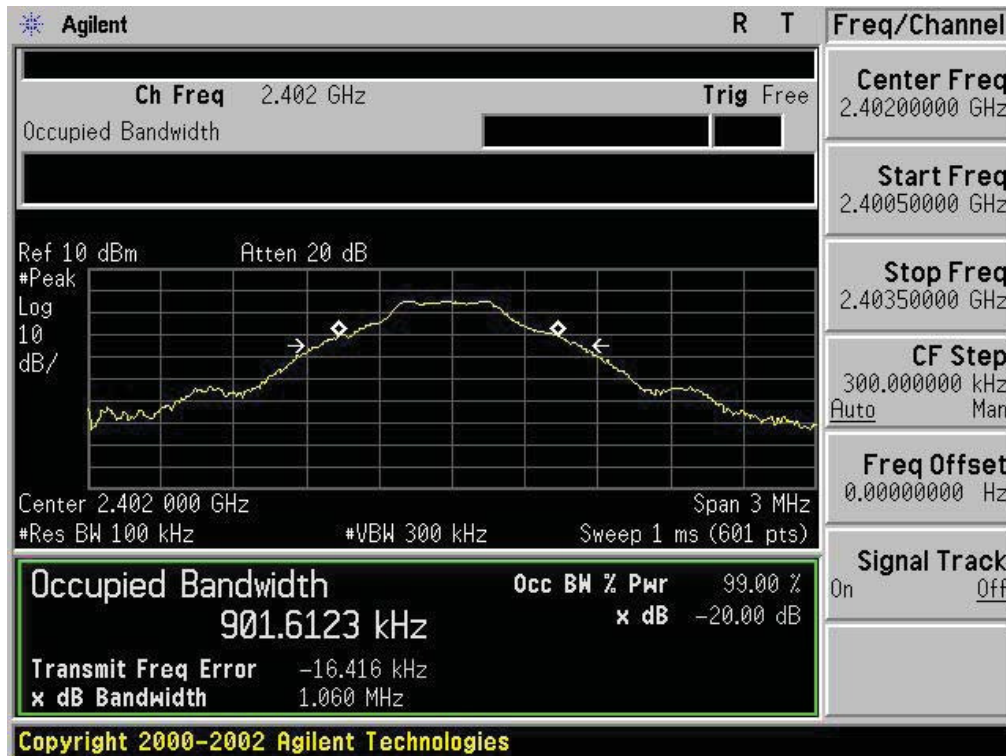 Agilent R T Freq/Channel
Ch Freq 2.402 GHz Trig Free
Occupied Bandwidth
Center Freq
2.40200000 GHz
Start Freq
2.40050000 GHz
Stop Freq
2.40350000 GHz
CF Step
300.000000 kHz
Auto Man
Freq Offset
0.00000000 Hz
Signal Track
On Off
Ref 10 dBm Atten 20 dB
#Peak
Log
10
dB/
Center 2.402 000 GHz Span 3 MHz
#Res BW 100 kHz #VBW 300 kHz Sweep 1 ms (601 pts)
Occupied Bandwidth Occ BW % Pwr 99.00 %
901.6123 kHz x dB -20.00 dB
Transmit Freq Error -16.416 kHz
x dB Bandwidth 1.060 MHz
Copyright 2000-2002 Agilent Technologies